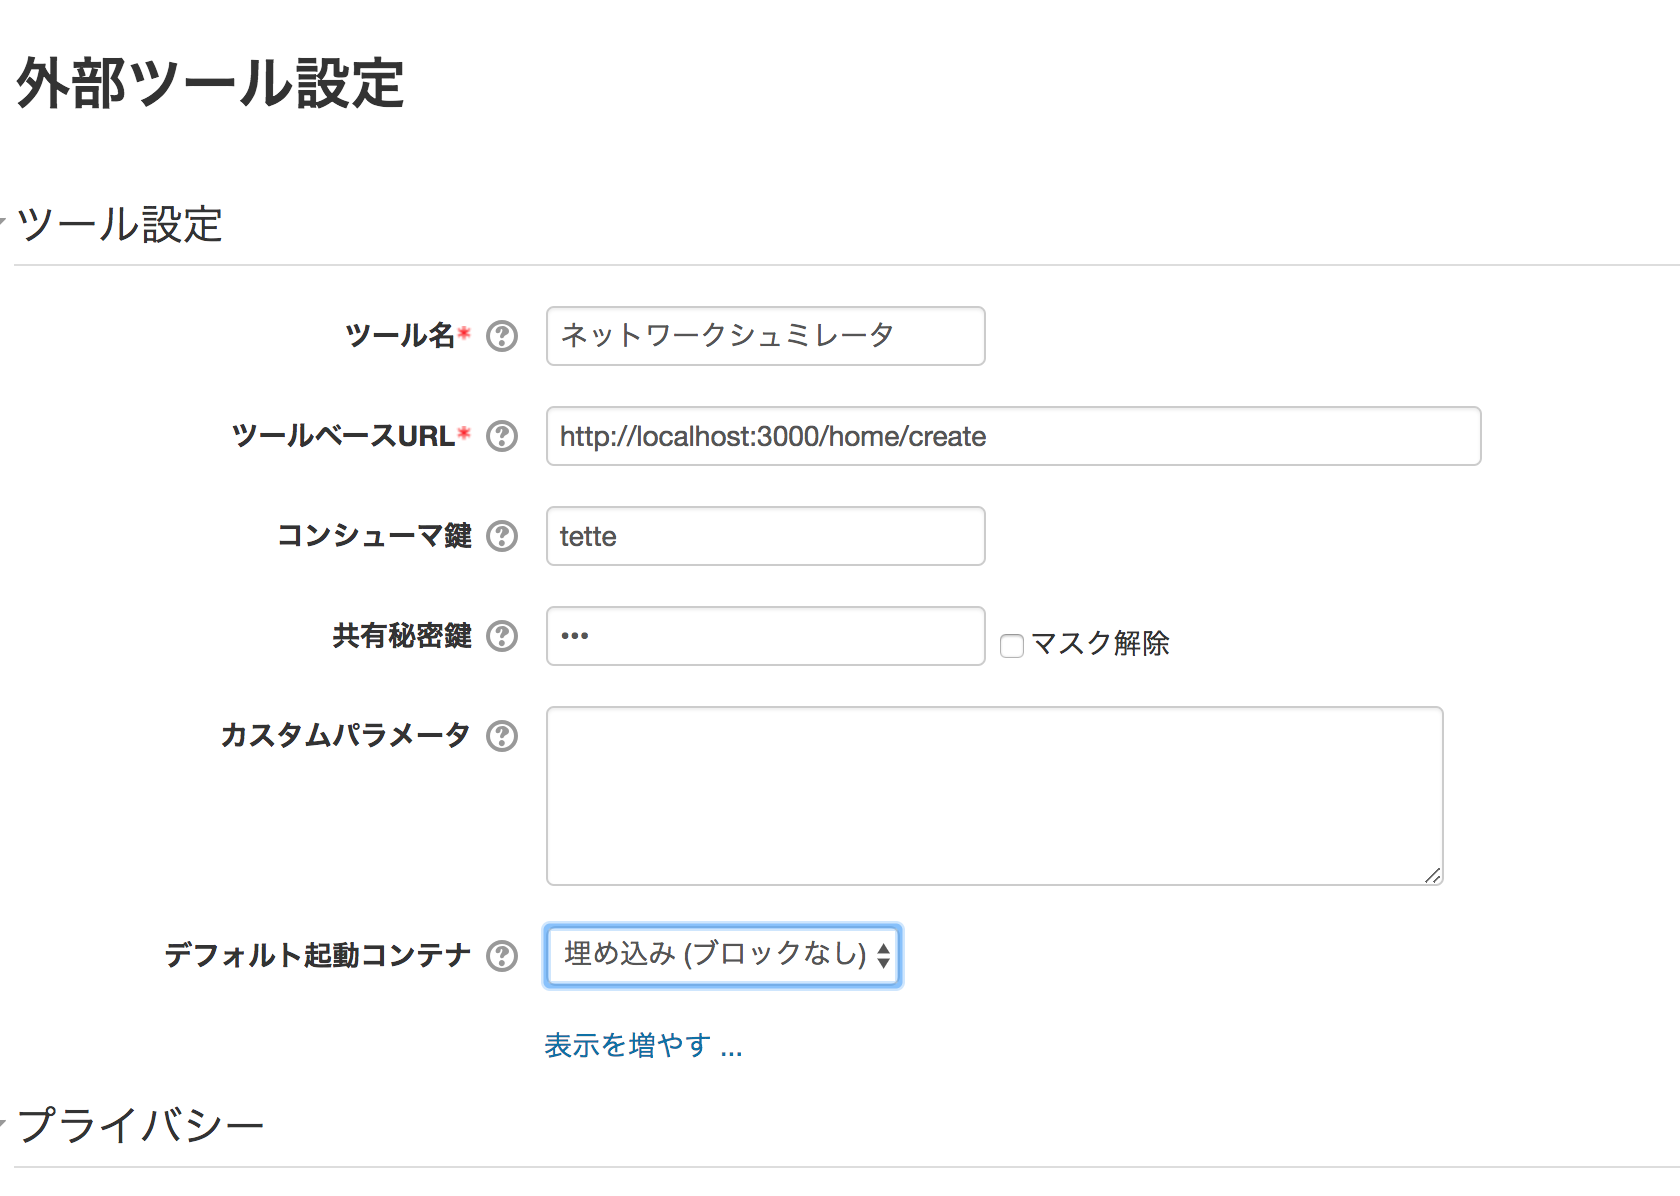 外部ツール設定
ツール設定
ツール名* ネットワークシュミレータ
ツールベースURL* http://localhost:3000/home/create
コンシューマ鍵 tette
共有秘密鍵 ••• マスク解除
カスタムパラメータ
デフォルト起動コンテナ 埋め込み (ブロックなし)
表示を増やす ...
プライバシー